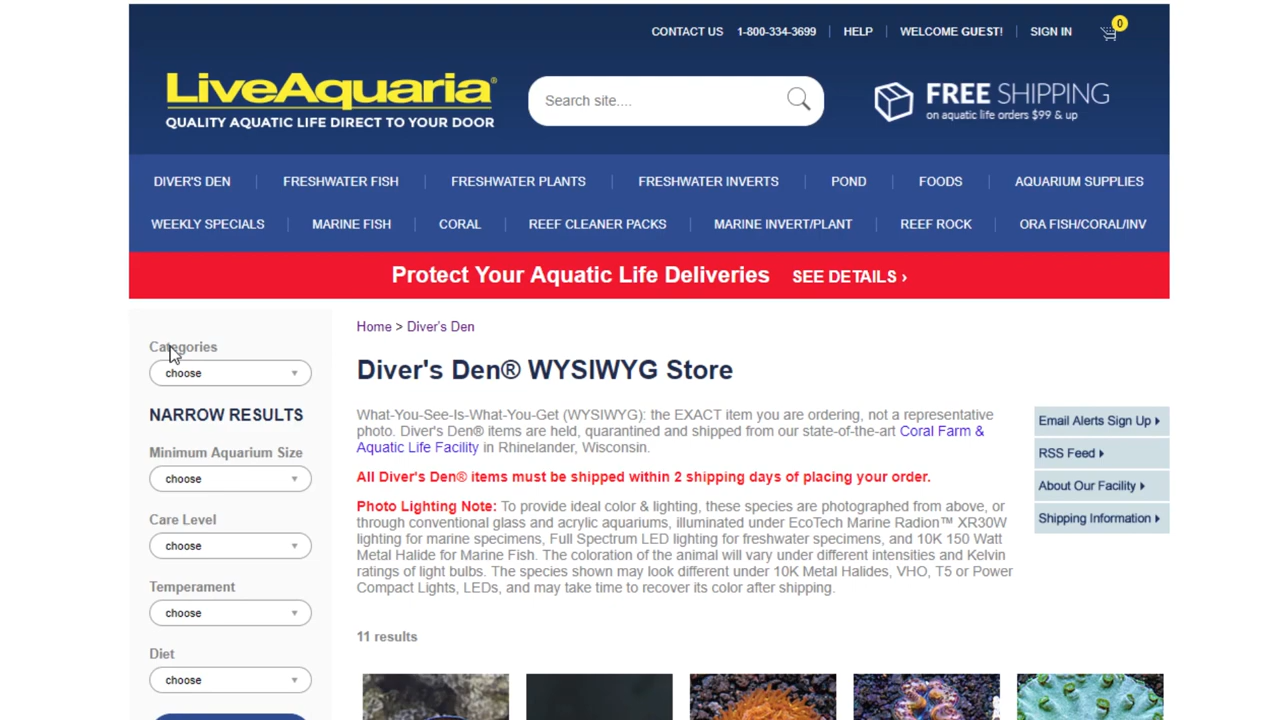 CONTACT US 1-800-334-3699 HELP WELCOME GUEST! SIGN IN 0
LiveAquaria®
QUALITY AQUATIC LIFE DIRECT TO YOUR DOOR
Search site....
FREE SHIPPING
on aquatic life orders $99 & up
DIVER'S DEN FRESHWATER FISH FRESHWATER PLANTS FRESHWATER INVERTS POND FOODS AQUARIUM SUPPLIES
WEEKLY SPECIALS MARINE FISH CORAL REEF CLEANER PACKS MARINE INVERT/PLANT REEF ROCK ORA FISH/CORAL/INV
Protect Your Aquatic Life Deliveries SEE DETAILS ›
Categories
choose
NARROW RESULTS
Minimum Aquarium Size
choose
Care Level
choose
Temperament
choose
Diet
choose
Home > Diver's Den
Diver's Den® WYSIWYG Store
What-You-See-Is-What-You-Get (WYSIWYG): the EXACT item you are ordering, not a representative
photo. Diver's Den® items are held, quarantined and shipped from our state-of-the-art Coral Farm &
Aquatic Life Facility in Rhinelander, Wisconsin.
All Diver's Den® items must be shipped within 2 shipping days of placing your order.
Photo Lighting Note: To provide ideal color & lighting, these species are photographed from above, or
through conventional glass and acrylic aquariums, illuminated under EcoTech Marine Radion™ XR30W
lighting for marine specimens, Full Spectrum LED lighting for freshwater specimens, and 10K 150 Watt
Metal Halide for Marine Fish. The coloration of the animal will vary under different intensities and Kelvin
ratings of light bulbs. The species shown may look different under 10K Metal Halides, VHO, T5 or Power
Compact Lights, LEDs, and may take time to recover its color after shipping.
11 results
Email Alerts Sign Up
RSS Feed
About Our Facility
Shipping Information